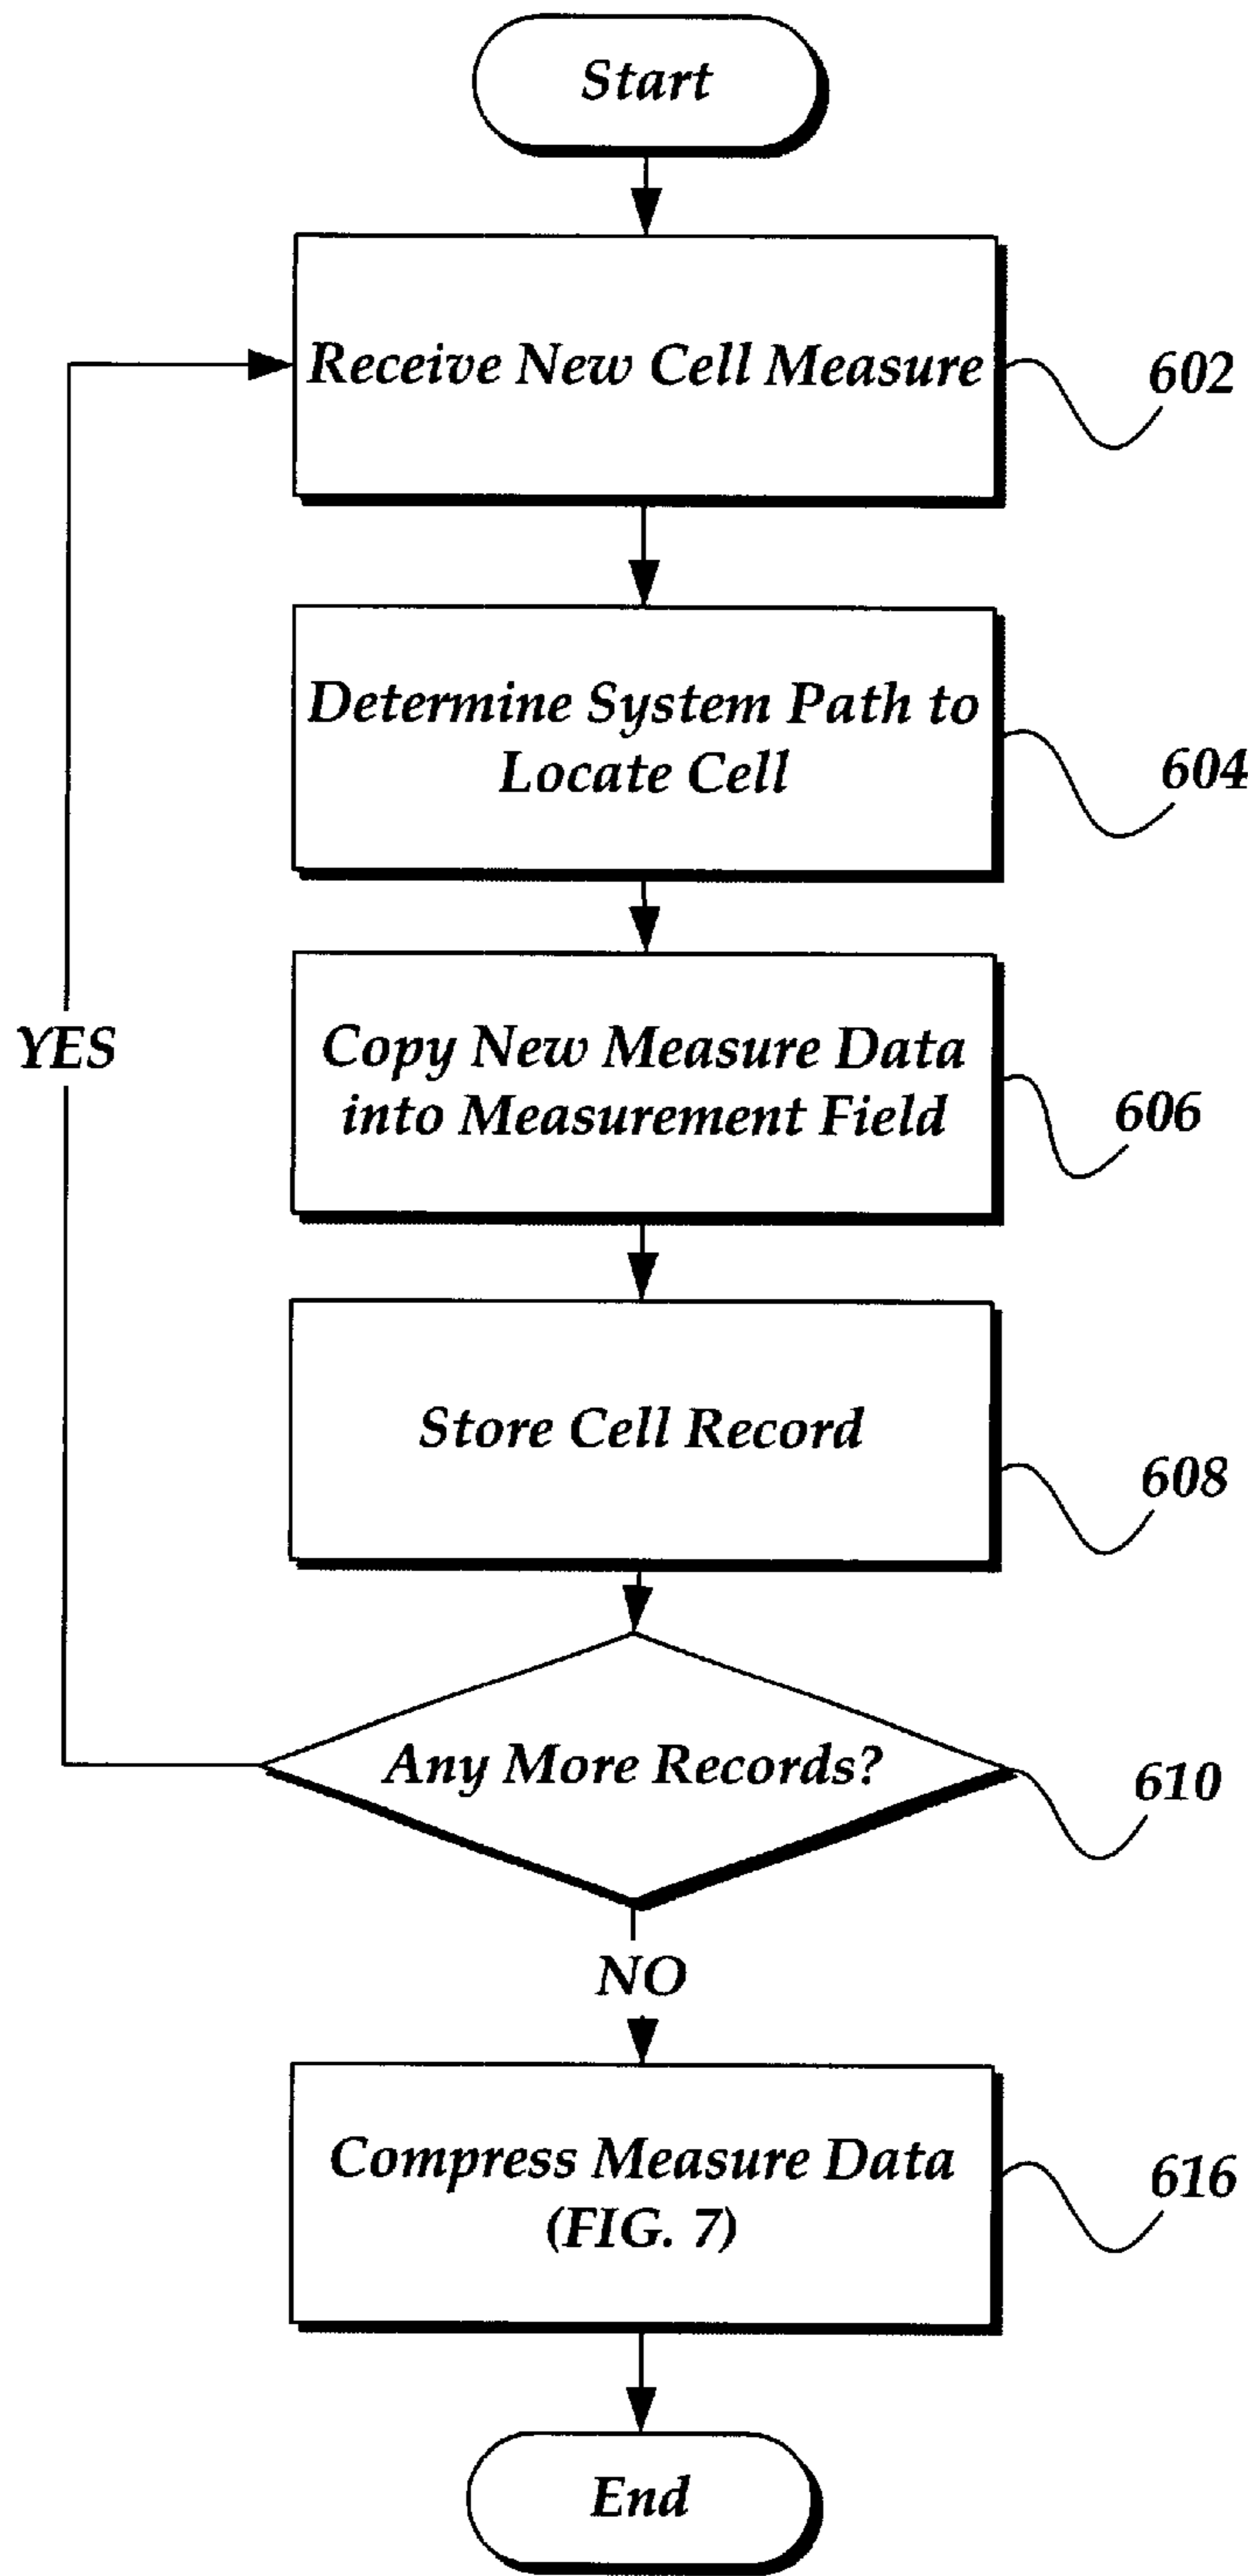 Start
Receive New Cell Measure
602
Determine System Path to
Locate Cell
604
YES
Copy New Measure Data
into Measurement Field
606
Store Cell Record
608
Any More Records?
610
NO
Compress Measure Data
(FIG. 7)
616
End